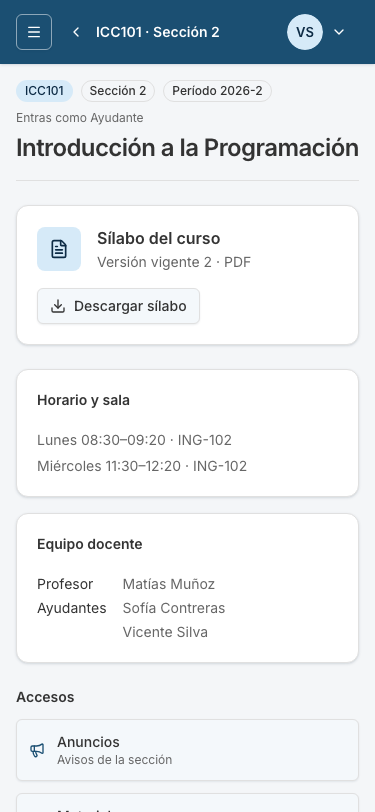 ICC101 · Sección 2
VS
ICC101
Sección 2
Período 2026-2
Entras como Ayudante
Introducción a la Programación
Sílabo del curso
Versión vigente 2 · PDF
Descargar sílabo
Horario y sala
Lunes 08:30–09:20 · ING-102
Miércoles 11:30–12:20 · ING-102
Equipo docente
Profesor Matías Muñoz
Ayudantes Sofía Contreras
Vicente Silva
Accesos
Anuncios
Avisos de la sección